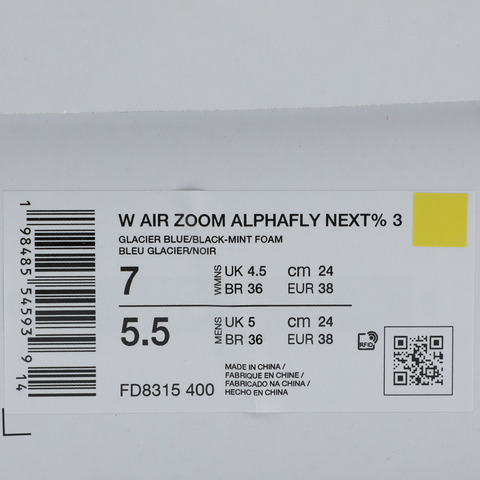 W AIR ZOOM ALPHAFLY NEXT% 3
GLACIER BLUE/BLACK-MINT FOAM
BLEU GLACIER/NOIR
7 WMNS UK 4.5 cm 24
BR 36 EUR 38
5.5 MENS UK 5 cm 24
BR 36 EUR 38
RFID
MADE IN CHINA /
FABRIQUE EN CHINE /
FABRICADO NA CHINA /
HECHO EN CHINA
FD8315 400
1 98485 54593 9 14